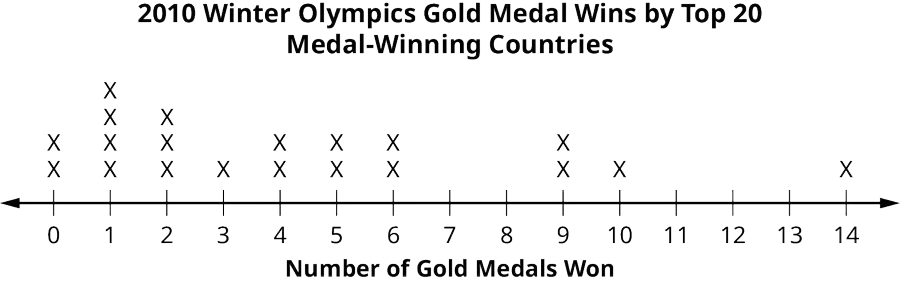 2010 Winter Olympics Gold Medal Wins by Top 20
Medal-Winning Countries
X
X X
X X X X X X X
X X X X X X X X X X
0 1 2 3 4 5 6 7 8 9 10 11 12 13 14
Number of Gold Medals Won